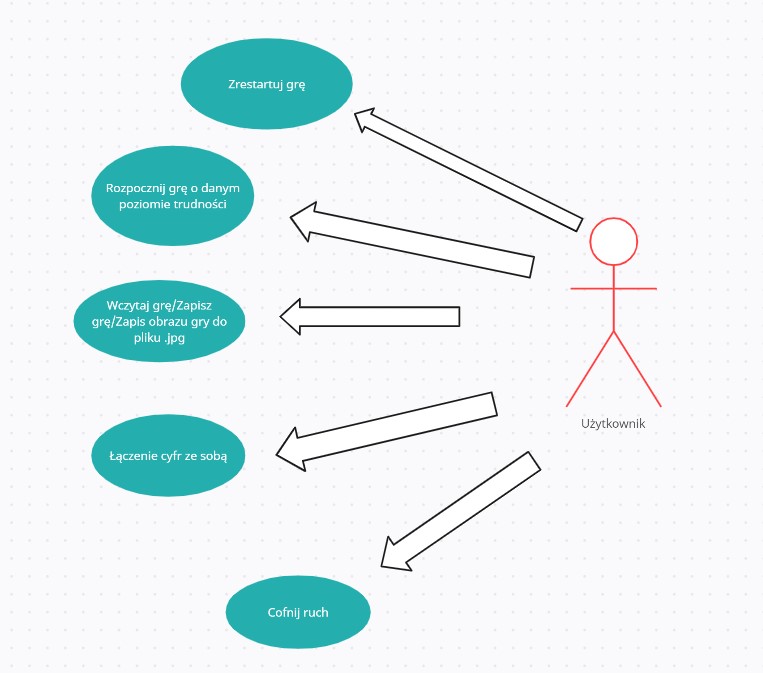 Zrestartuj grę
Rozpocznij grę o danym
poziomie trudności
Wczytaj grę/Zapisz
grę/Zapis obrazu gry do
pliku .jpg
Użytkownik
Łączenie cyfr ze sobą
Cofnij ruch